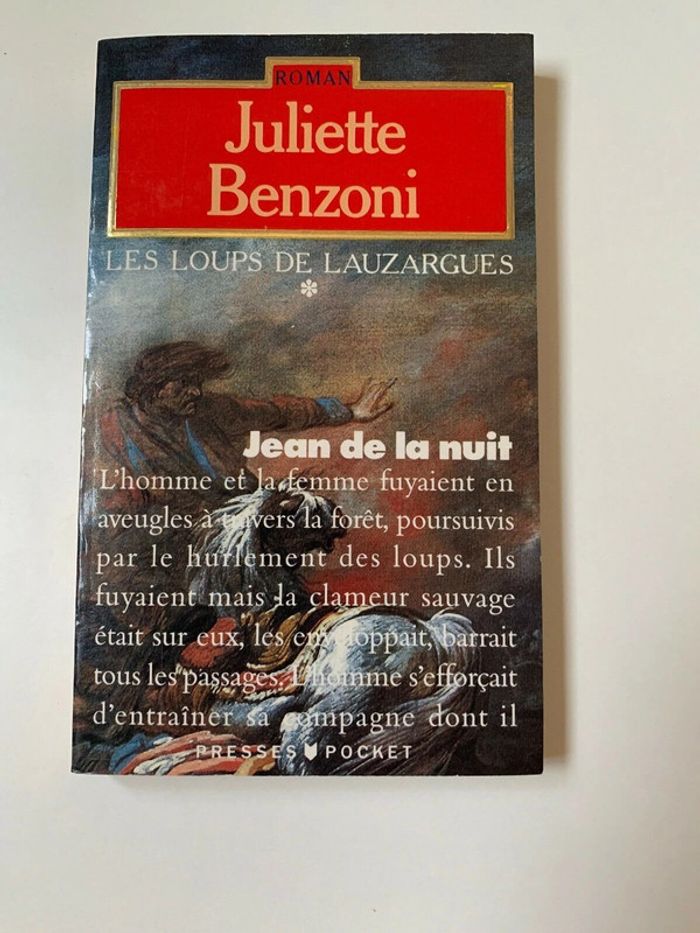 ROMAN
Juliette
Benzoni
LES LOUPS DE LAUZARGUES
*
Jean de la nuit
L'homme et la femme fuyaient en
aveugles à travers la forêt, poursuivis
par le hurlement des loups. Ils
fuyaient mais la clameur sauvage
était sur eux, les enveloppait, barrait
tous les passages. L'homme s'efforçait
d'entraîner sa compagne dont il
PRESSES POCKET